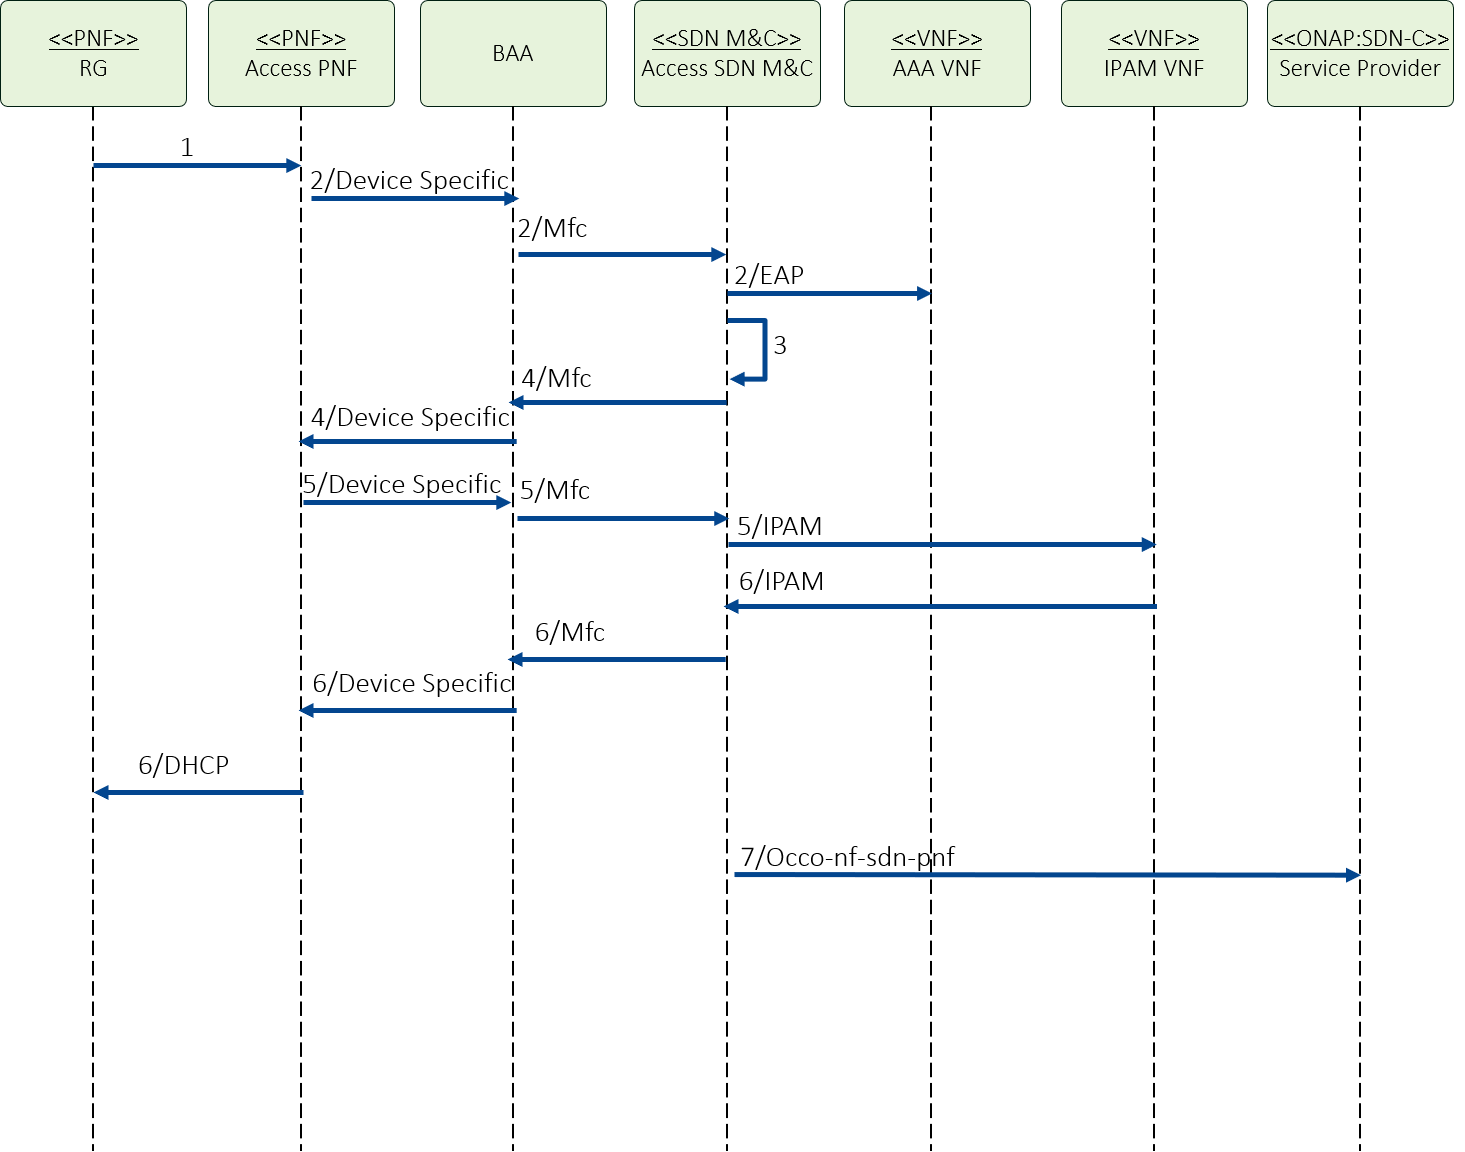 <<PNF>>
RG
<<PNF>>
Access PNF
BAA
<<SDN M&C>>
Access SDN M&C
<<VNF>>
AAA VNF
<<VNF>>
IPAM VNF
<<ONAP:SDN-C>>
Service Provider
1
2/Device Specific
2/Mfc
2/EAP
3
4/Mfc
4/Device Specific
5/Device Specific
5/Mfc
5/IPAM
6/IPAM
6/Mfc
6/Device Specific
6/DHCP
7/Occo-nf-sdn-pnf